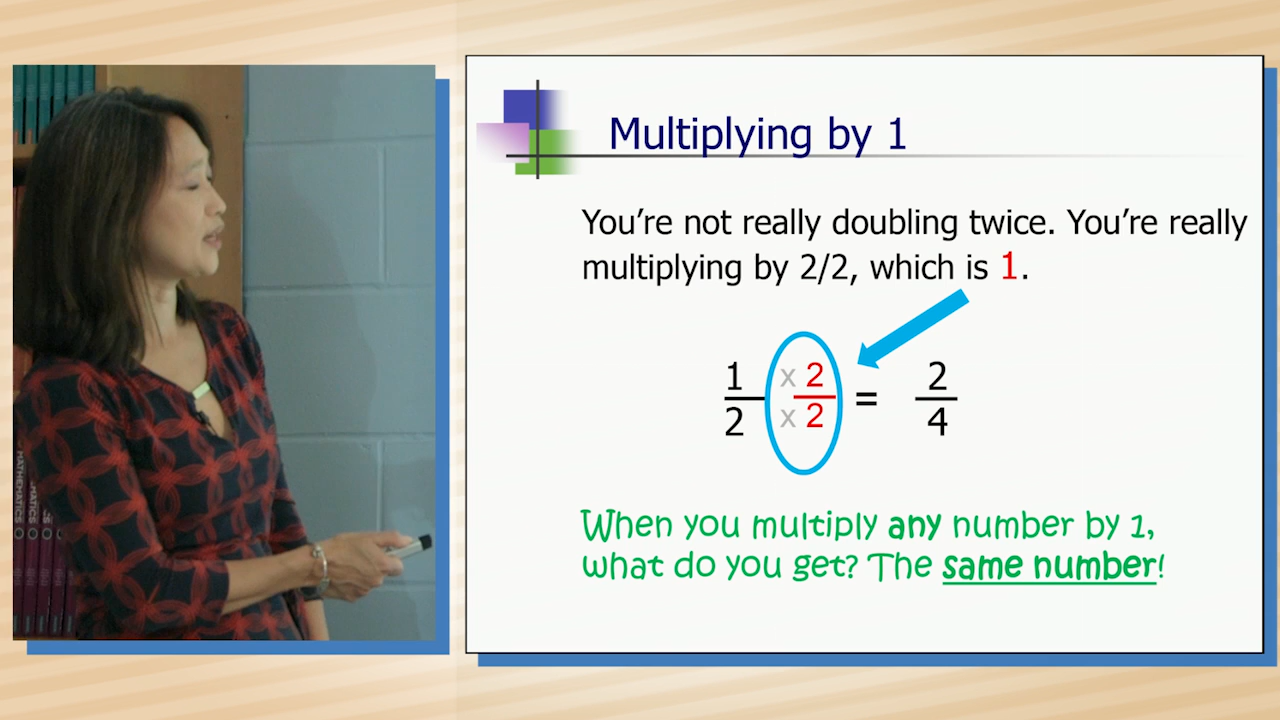 Multiplying by 1
You're not really doubling twice. You're really
multiplying by 2/2, which is 1.
1 x 2 = 2
2 x 2 4
When you multiply any number by 1,
what do you get? The same number!
MATHEMATICS